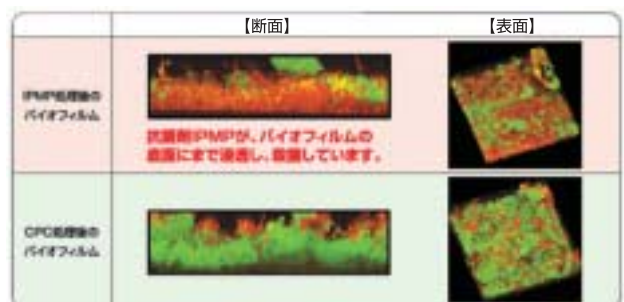 【断面】
【表面】
IPMP処理後の
バイオフィルム
抗菌剤IPMPが、バイオフィルムの
底面にまで浸透し、殺菌しています。
CPC処理後の
バイオフィルム